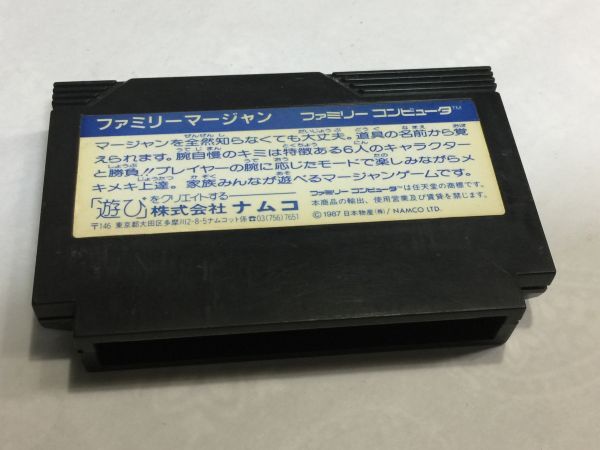 ファミリーマージャン ファミリー コンピュータ™
マージャンを全然知らなくても大丈夫。道具の名前から覚
えられます。腕自慢のキミは特徴ある6人のキャラクター
と勝負!!プレイヤーの腕に応じたモードで楽しみながらメ
キメキ上達。家族みんなが遊べるマージャンゲームです。
「遊び」をクリエイトする——
株式会社 ナムコ
〒146 東京都大田区多摩川2-8-5ナムコット係☎03(756)7651
ファミリー コンピュータ™は任天堂の商標です。
本商品の輸出、使用営業及び賃貸を禁じます。
©1987 日本物産(株)/NAMCO LTD.